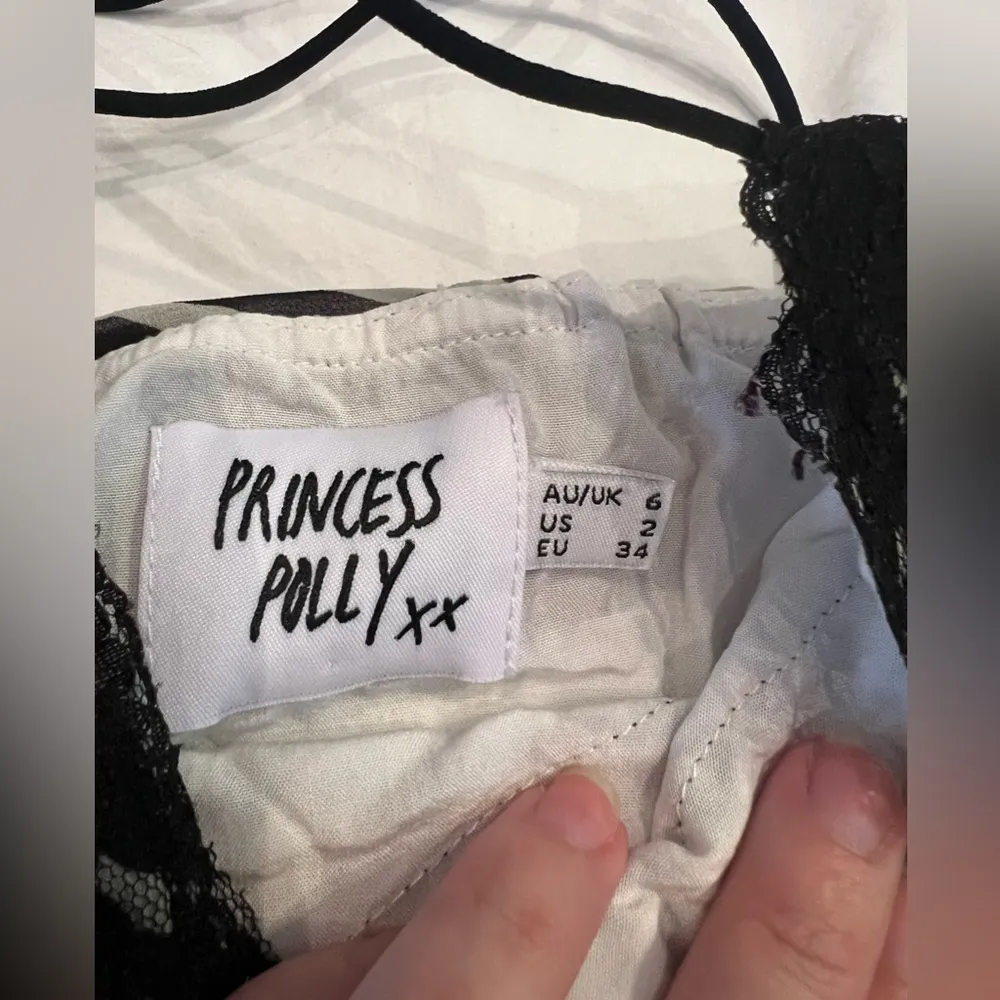 PRINCESS
POLLY xx
AU/UK 6
US 2
EU 34